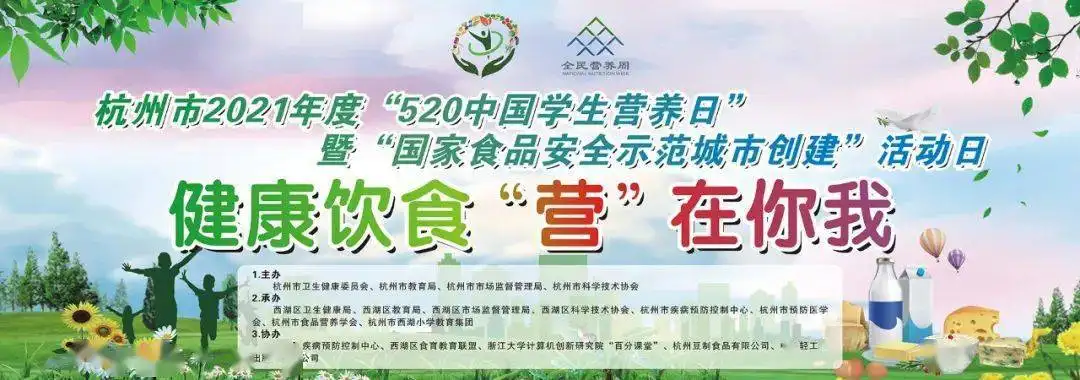 全民营养周
NATIONAL NUTRITION WEEK
杭州市2021年度“520中国学生营养日”
暨“国家食品安全示范城市创建”活动日
健康饮食“营”在你我
1.主办
杭州市卫生健康委员会、杭州市教育局、杭州市市场监督管理局、杭州市科学技术协会
2.承办
西湖区卫生健康局、西湖区教育局、西湖区市场监督管理局、西湖区科学技术协会、杭州市疾病预防控制中心、杭州市预防医学
会、杭州市食品营养学会、杭州市西湖小学教育集团
3.协办
疾病预防控制中心、西湖区食育教育联盟、浙江大学计算机创新研究院“百分课堂”、杭州豆制食品有限公司、 轻工
出 公司